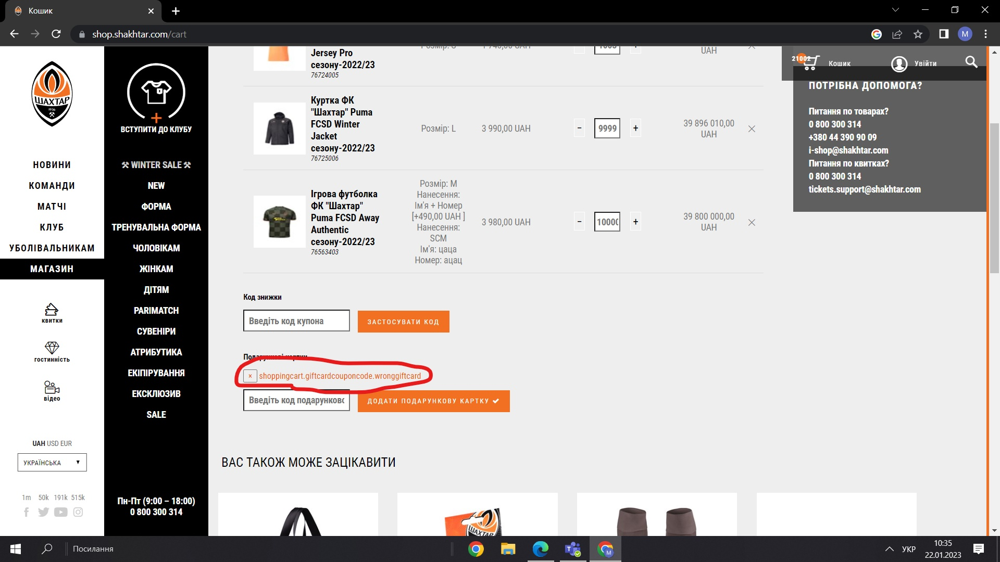 Кошик
shop.shakhtar.com/cart
M
ШАХТАР
1936
НОВИНИ
КОМАНДИ
МАТЧІ
КЛУБ
УБОЛІВАЛЬНИКАМ
МАГАЗИН
квитки
гостинність
відео
UAH USD EUR
УКРАЇНСЬКА
1m 50k 191k 515k
ВСТУПИТИ ДО КЛУБУ
WINTER SALE
NEW
ФОРМА
ТРЕНУВАЛЬНА ФОРМА
ЧОЛОВІКАМ
ЖІНКАМ
ДІТЯМ
PARIMATCH
СУВЕНІРИ
АТРИБУТИКА
ЕКІПІРУВАННЯ
ЕКСКЛЮЗИВ
SALE
Пн-Пт (9:00 – 18:00)
0 800 300 314
Jersey Pro
сезону-2022/23
76724005
UAH
Куртка ФК
"Шахтар" Puma
FCSD Winter
Jacket
сезону-2022/23
76725006
Розмір: L
3 990,00 UAH
-
9999
+
39 896 010,00
UAH
Ігрова футболка
ФК "Шахтар"
Puma FCSD Away
Authentic
сезону-2022/23
76563403
Розмір: M
Нанесення:
Ім'я + Номер
[+490,00 UAH ]
Нанесення:
SCM
Ім'я: цаца
Номер: ацац
3 980,00 UAH
-
10000
+
39 800 000,00
UAH
Код знижки
Введіть код купона
ЗАСТОСУВАТИ КОД
Подарункові картки
× shoppingcart.giftcardcouponcode.wronggiftcard
Введіть код подарунково
ДОДАТИ ПОДАРУНКОВУ КАРТКУ
ВАС ТАКОЖ МОЖЕ ЗАЦІКАВИТИ
ШАХТАР
21002
Кошик
Увійти
ПОТРІБНА ДОПОМОГА?
Питання по товарах?
0 800 300 314
+380 44 390 90 09
i-shop@shakhtar.com
Питання по квитках?
0 800 300 314
tickets.support@shakhtar.com
Посилання
УКР
10:35
22.01.2023